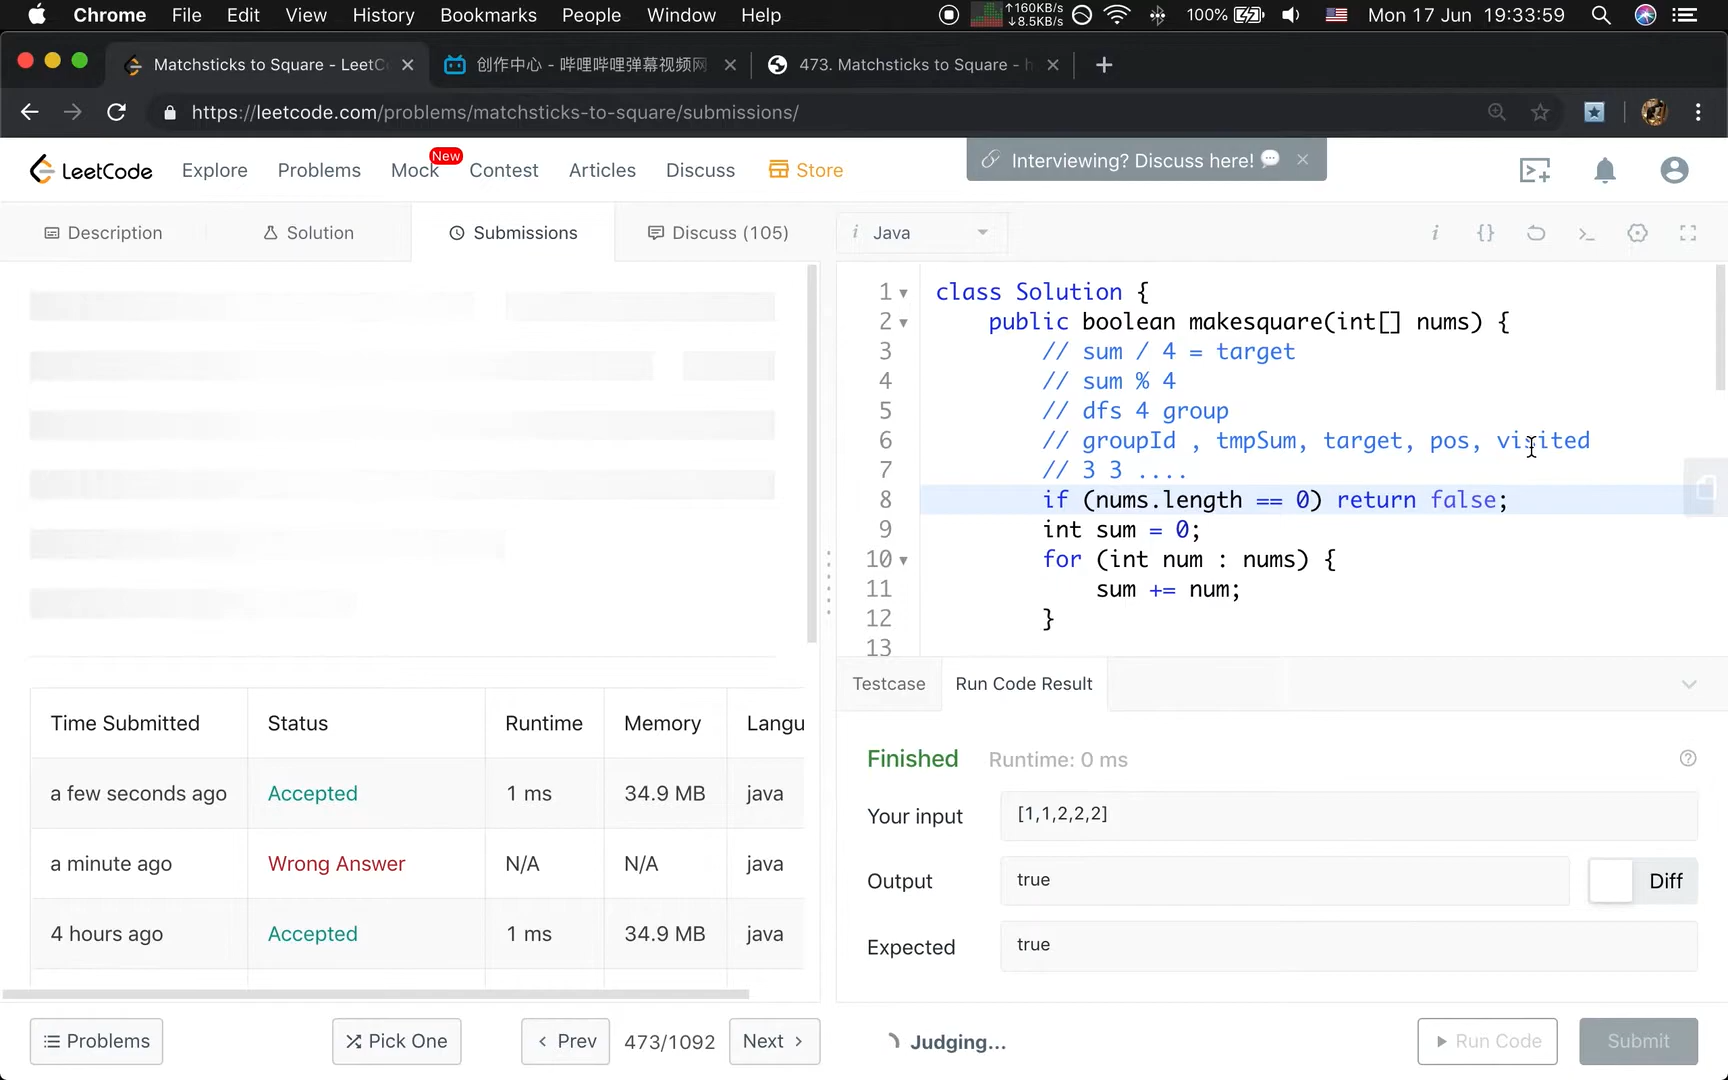 Chrome File Edit View History Bookmarks People Window Help
↑160KB/s
↓8.5KB/s
100% Mon 17 Jun 19:33:59
Matchsticks to Square - LeetCo
创作中心 - 哔哩哔哩弹幕视频网
473. Matchsticks to Square - h
https://leetcode.com/problems/matchsticks-to-square/submissions/
LeetCode Explore Problems Mock New Contest Articles Discuss Store
Interviewing? Discuss here!
Description Solution Submissions Discuss (105)
i Java
1 class Solution {
2 public boolean makesquare(int[] nums) {
3 // sum / 4 = target
4 // sum % 4
5 // dfs 4 group
6 // groupId , tmpSum, target, pos, visited
7 // 3 3 ....
8 if (nums.length == 0) return false;
9 int sum = 0;
10 for (int num : nums) {
11 sum += num;
12 }
13
Testcase Run Code Result
Finished Runtime: 0 ms
Your input [1,1,2,2,2]
Output true Diff
Expected true
Time Submitted Status Runtime Memory Langu
a few seconds ago Accepted 1 ms 34.9 MB java
a minute ago Wrong Answer N/A N/A java
4 hours ago Accepted 1 ms 34.9 MB java
Problems Pick One Prev 473/1092 Next Judging... Run Code Submit